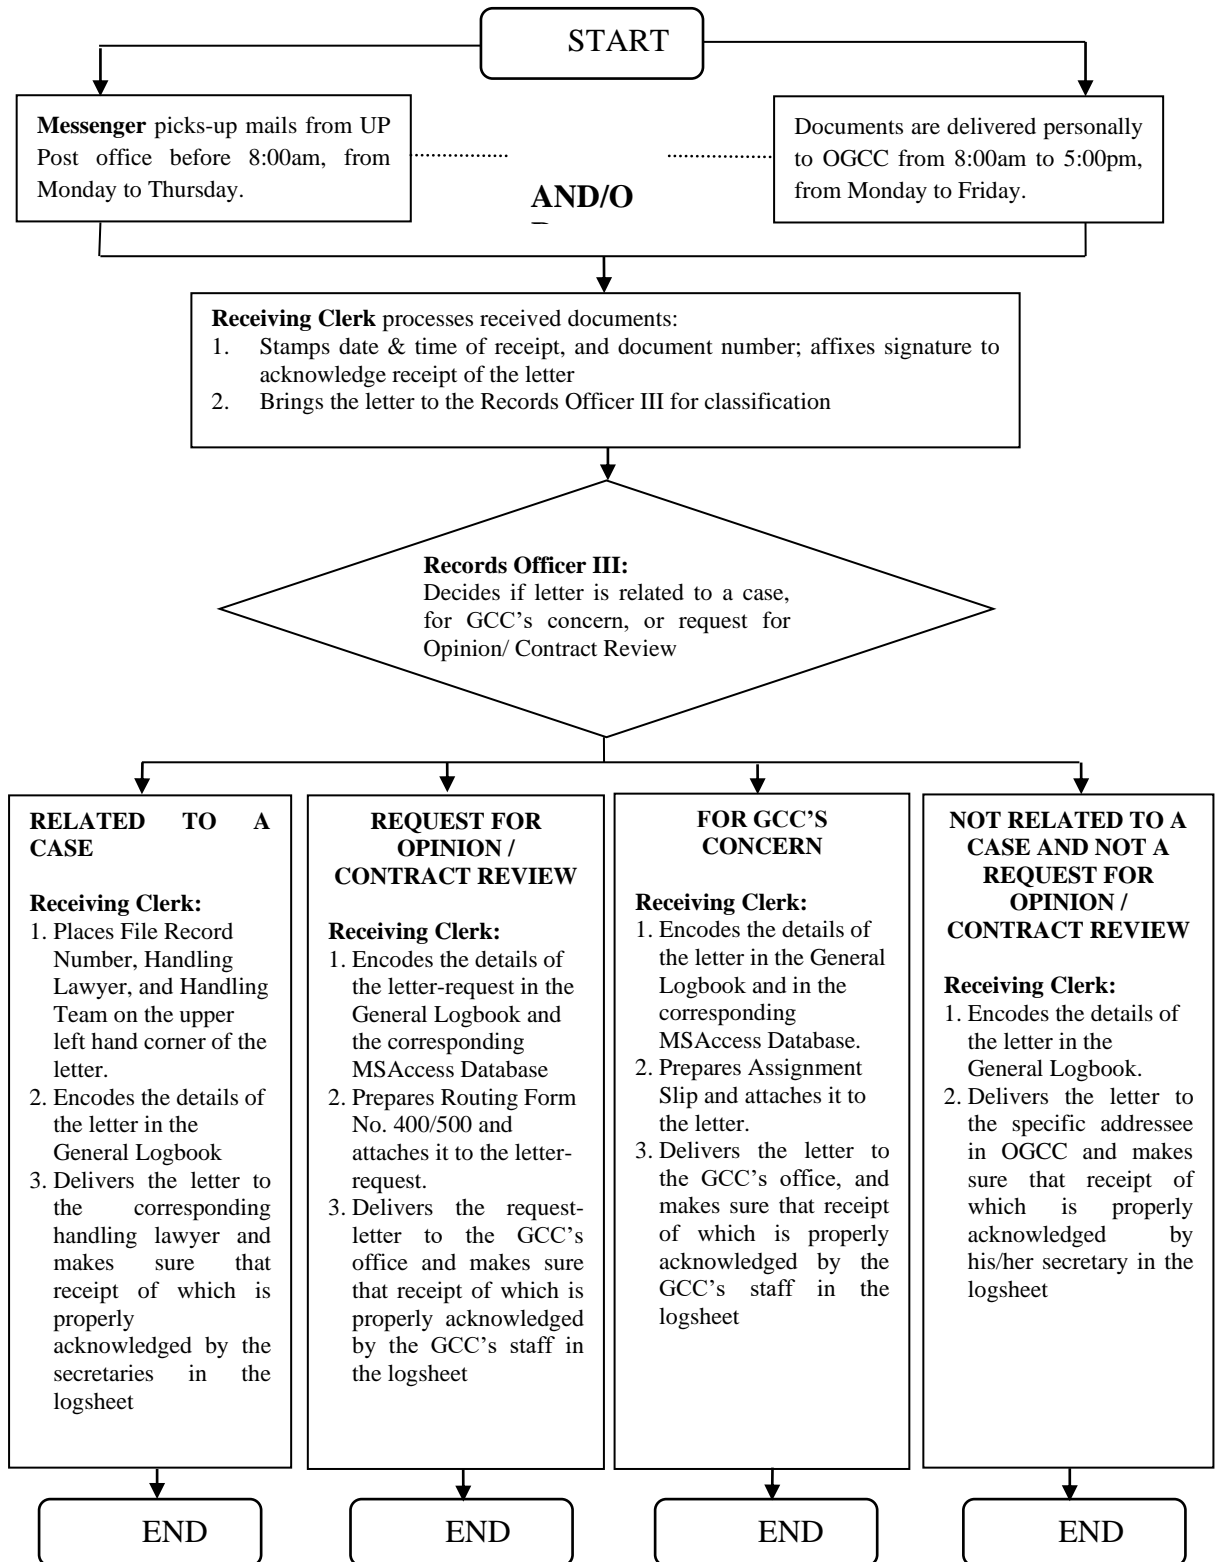 START
Messenger picks-up mails from UP
Post office before 8:00am, from
Monday to Thursday.
AND/O
Documents are delivered personally
to OGCC from 8:00am to 5:00pm,
from Monday to Friday.
Receiving Clerk processes received documents:
1. Stamps date & time of receipt, and document number; affixes signature to
acknowledge receipt of the letter
2. Brings the letter to the Records Officer III for classification
Records Officer III:
Decides if letter is related to a case,
for GCC's concern, or request for
Opinion/ Contract Review
RELATED TO A
CASE
Receiving Clerk:
1. Places File Record
Number, Handling
Lawyer, and Handling
Team on the upper
left hand corner of the
letter.
2. Encodes the details of
the letter in the
General Logbook
3. Delivers the letter to
the corresponding
handling lawyer and
makes sure that
receipt of which is
properly
acknowledged by the
secretaries in the
logsheet
REQUEST FOR
OPINION /
CONTRACT REVIEW
Receiving Clerk:
1. Encodes the details of
the letter-request in the
General Logbook and
the corresponding
MSAccess Database
2. Prepares Routing Form
No. 400/500 and
attaches it to the letter-
request.
3. Delivers the request-
letter to the GCC's
office and makes sure
that receipt of which is
properly acknowledged
by the GCC's staff in
the logsheet
FOR GCC'S
CONCERN
Receiving Clerk:
1. Encodes the details of
the letter in the General
Logbook and in the
corresponding
MSAccess Database.
2. Prepares Assignment
Slip and attaches it to
the letter.
3. Delivers the letter to
the GCC's office, and
makes sure that receipt
of which is properly
acknowledged by the
GCC's staff in the
logsheet
NOT RELATED TO A
CASE AND NOT A
REQUEST FOR
OPINION /
CONTRACT REVIEW
Receiving Clerk:
1. Encodes the details of
the letter in the
General Logbook.
2. Delivers the letter to
the specific addressee
in OGCC and makes
sure that receipt of
which is properly
acknowledged by
his/her secretary in the
logsheet
END
END
END
END